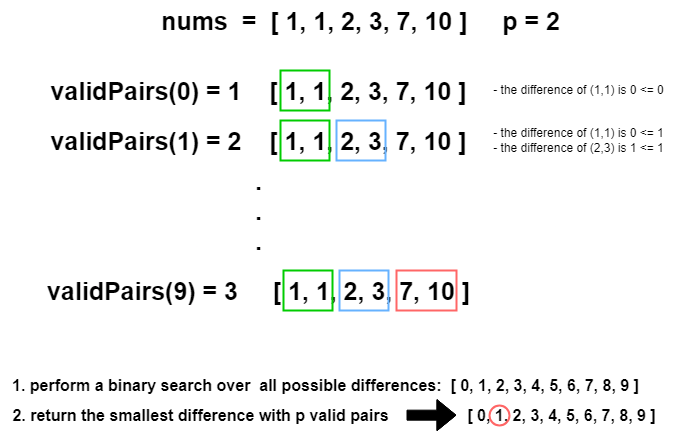 nums = [ 1, 1, 2, 3, 7, 10 ] p = 2
validPairs(0) = 1 [ 1, 1, 2, 3, 7, 10 ] - the difference of (1,1) is 0 <= 0
validPairs(1) = 2 [ 1, 1, 2, 3, 7, 10 ] - the difference of (1,1) is 0 <= 1
- the difference of (2,3) is 1 <= 1
.
.
.
validPairs(9) = 3 [ 1, 1, 2, 3, 7, 10 ]
1. perform a binary search over all possible differences: [ 0, 1, 2, 3, 4, 5, 6, 7, 8, 9 ]
2. return the smallest difference with p valid pairs [ 0, 1, 2, 3, 4, 5, 6, 7, 8, 9 ]